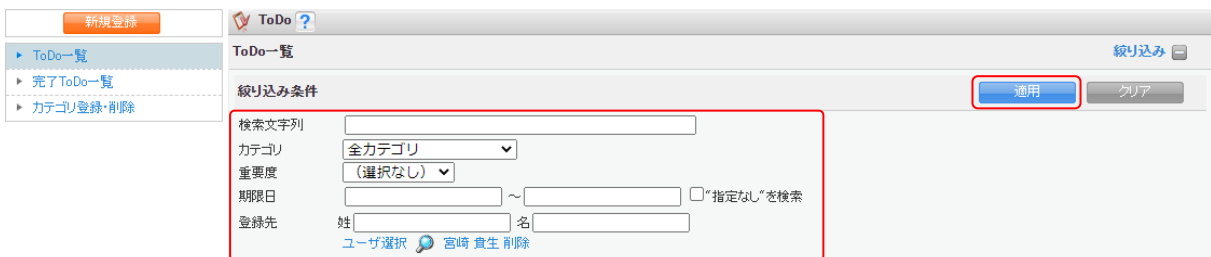 新規登録
ToDo一覧
完了ToDo一覧
カテゴリ登録・削除
ToDo ?
ToDo一覧 絞り込み
絞り込み条件 適用 クリア
検索文字列
カテゴリ 全カテゴリ
重要度 （選択なし）
期限日 ～ “指定なし“を検索
登録先 姓 名
ユーザ選択 宮崎 貴生 削除